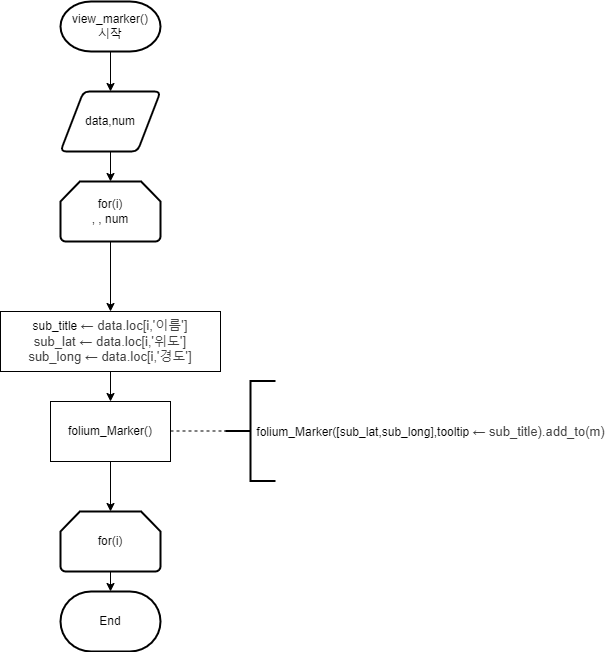 view_marker()
시작
data,num
for(i)
, , num
sub_title ← data.loc[i,'이름']
sub_lat ← data.loc[i,'위도']
sub_long ← data.loc[i,'경도']
folium_Marker()
folium_Marker([sub_lat,sub_long],tooltip ← sub_title).add_to(m)
for(i)
End